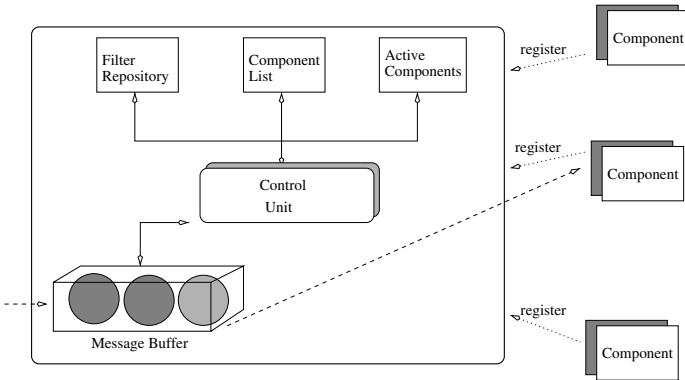 Filter
Repository
Component
List
Active
Components
Control
Unit
Message Buffer
register
Component
register
Component
register
Component